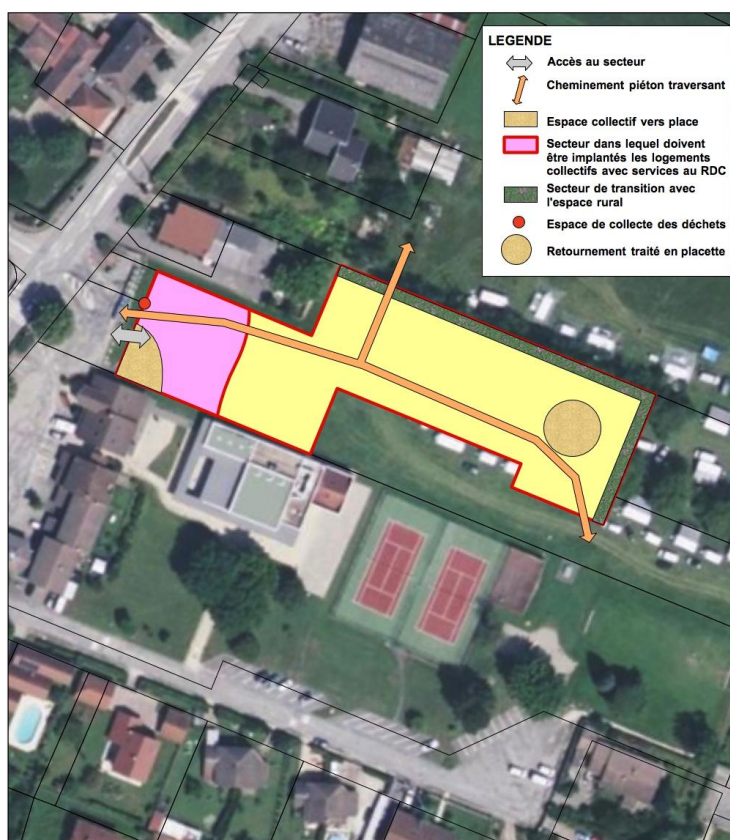 LEGENDE
Accès au secteur
Cheminement piéton traversant
Espace collectif vers place
Secteur dans lequel doivent
être implantés les logements
collectifs avec services au RDC
Secteur de transition avec
l'espace rural
Espace de collecte des déchets
Retournement traité en placette